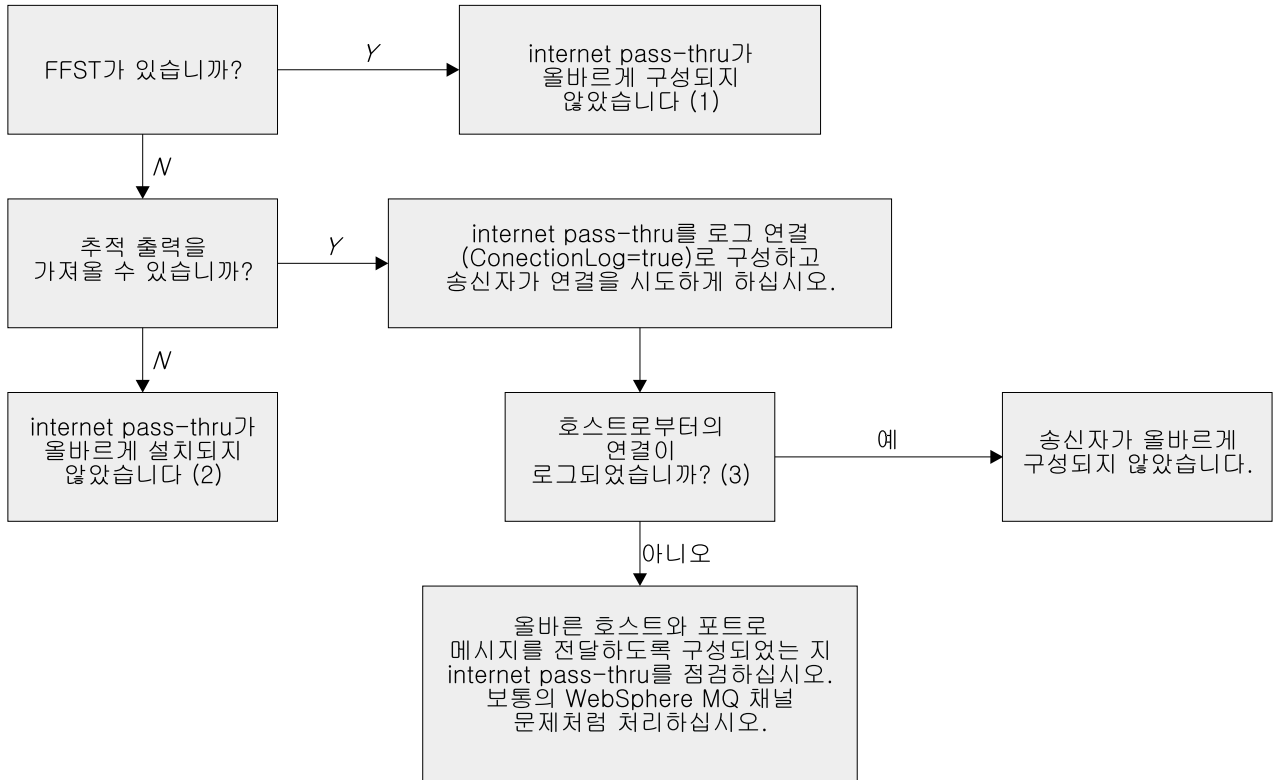 FFST가 있습니까?
Y
internet pass-thru가
올바르게 구성되지
않았습니다 (1)
N
추적 출력을
가져올 수 있습니까?
Y
internet pass-thru를 로그 연결
(ConectionLog=true)로 구성하고
송신자가 연결을 시도하게 하십시오.
N
internet pass-thru가
올바르게 설치되지
않았습니다 (2)
호스트로부터의
연결이
로그되었습니까? (3)
예
송신자가 올바르게
구성되지 않았습니다.
아니오
올바른 호스트와 포트로
메시지를 전달하도록 구성되었는 지
internet pass-thru를 점검하십시오.
보통의 WebSphere MQ 채널
문제처럼 처리하십시오.